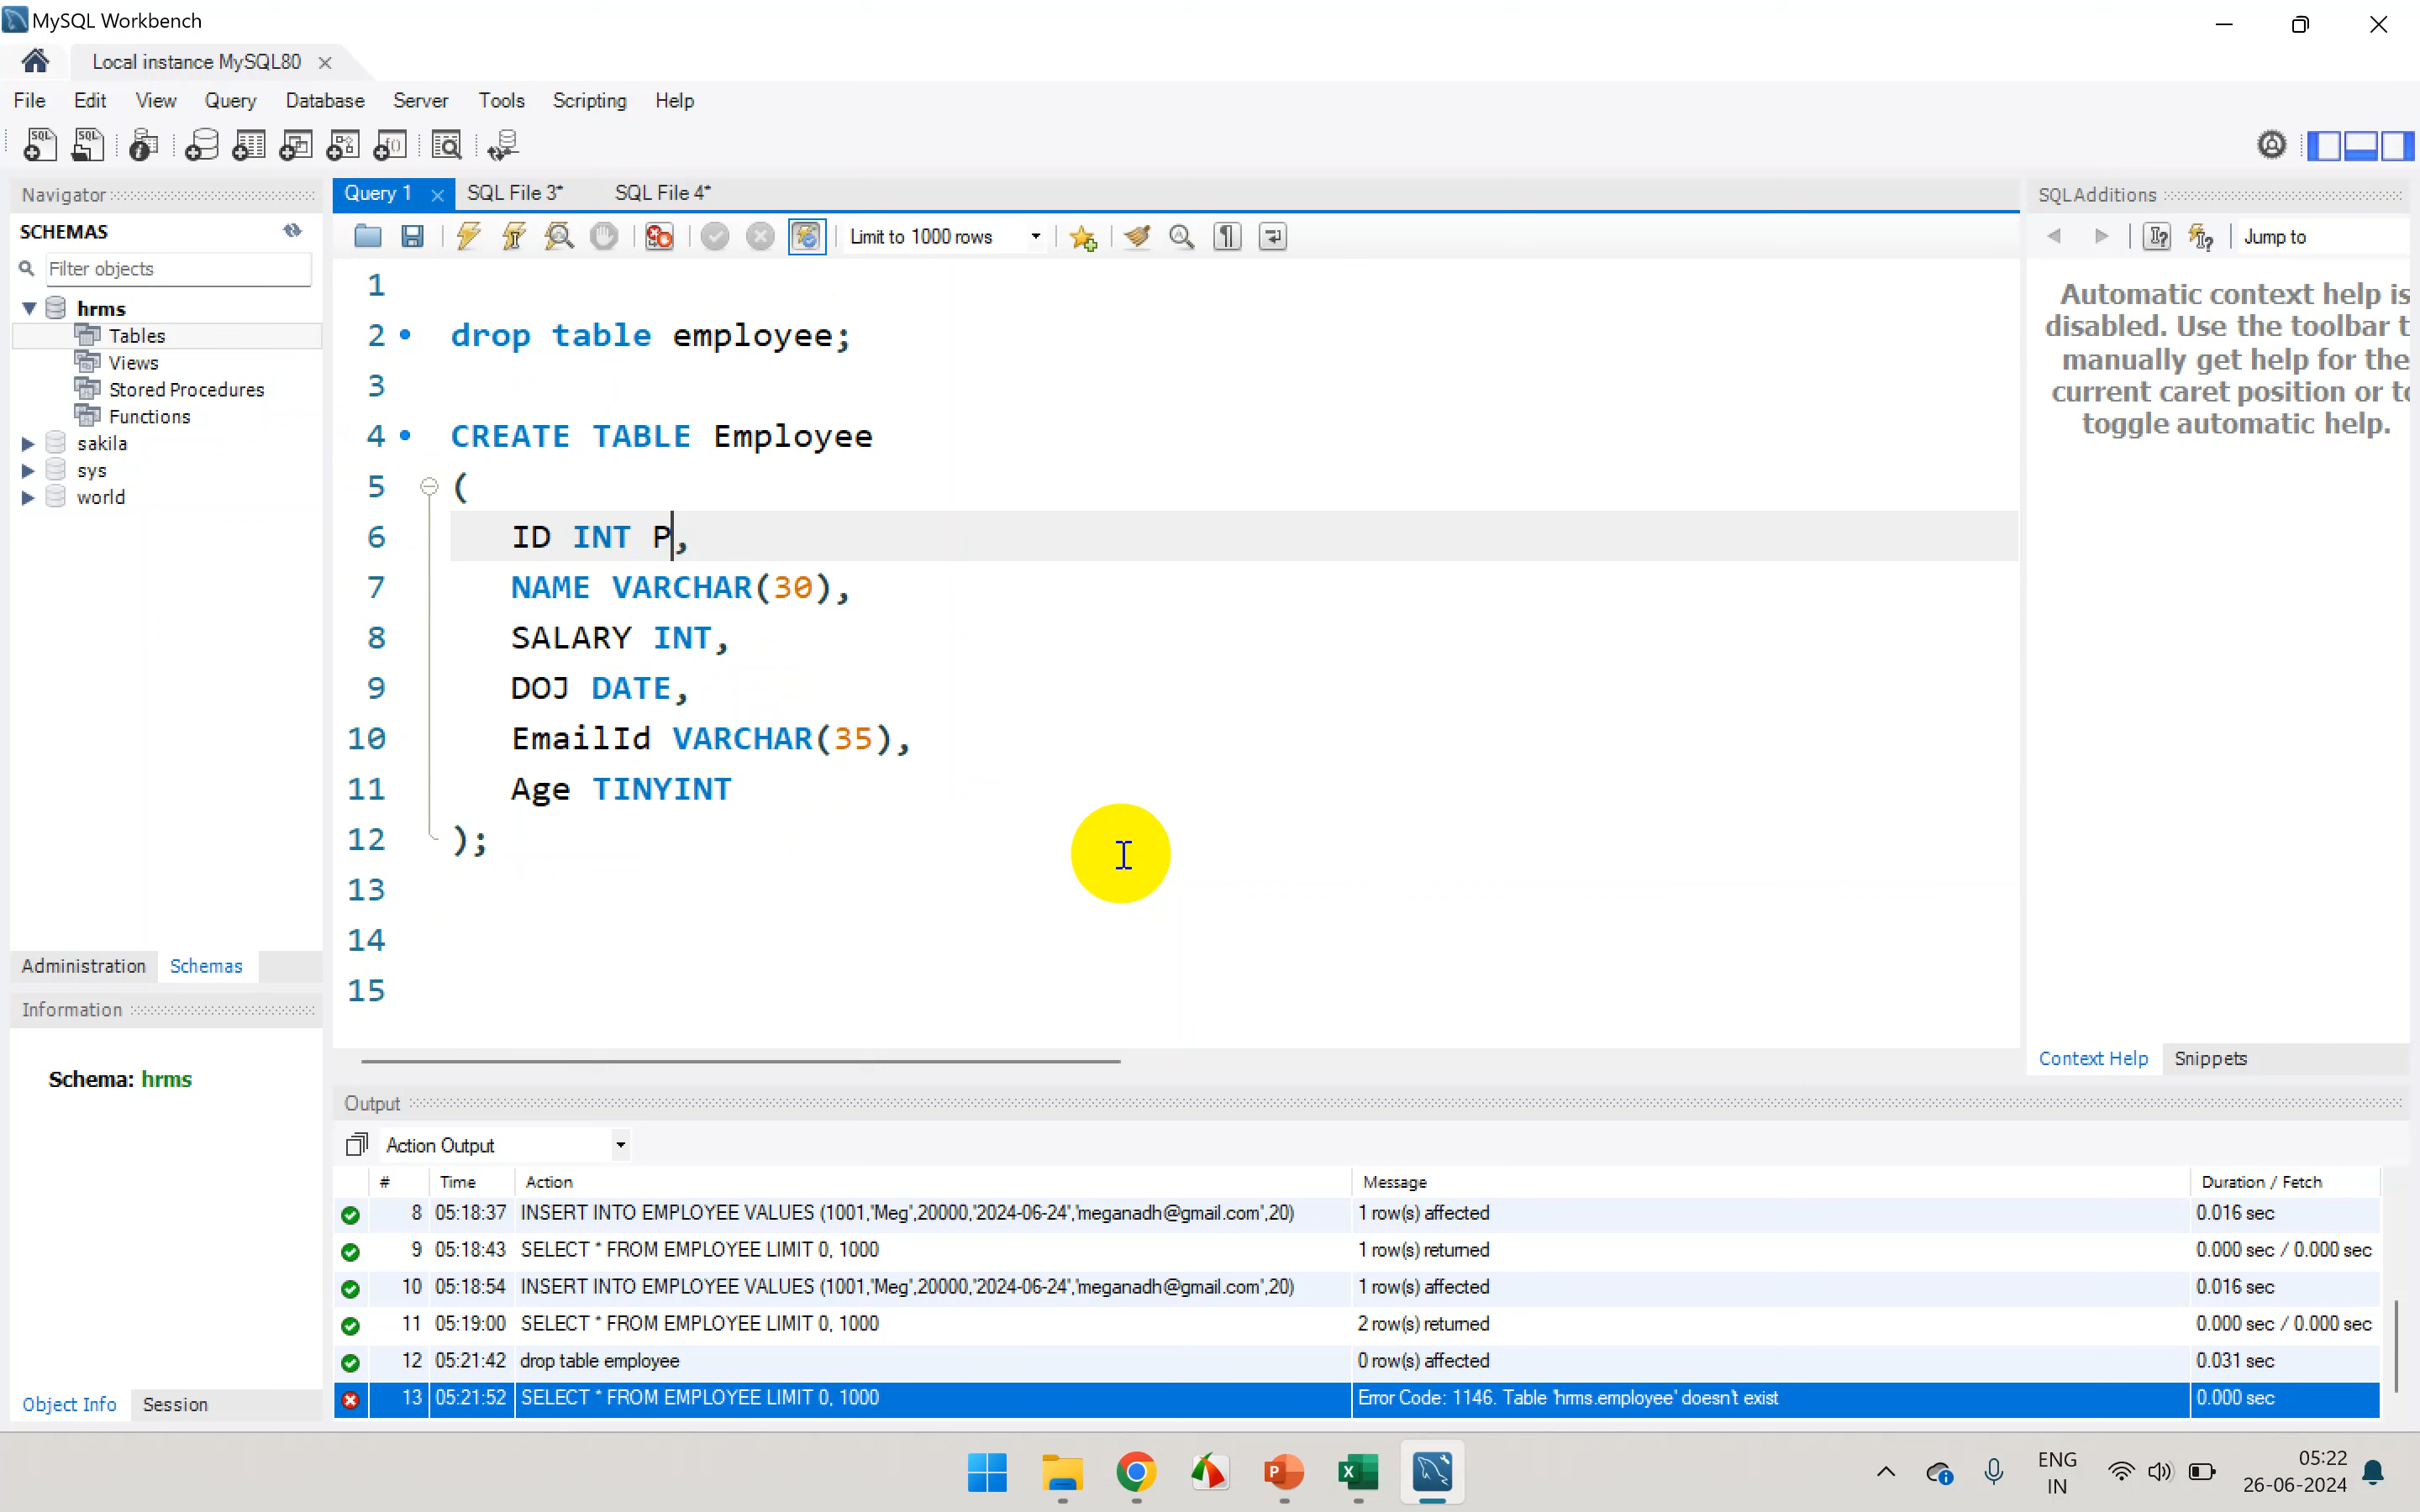 MySQL Workbench
Local instance MySQL80
File Edit View Query Database Server Tools Scripting Help
Navigator
SCHEMAS
Filter objects
hrms
Tables
Views
Stored Procedures
Functions
sakila
sys
world
Administration Schemas
Information
Schema: hrms
Object Info Session
Query 1 SQL File 3* SQL File 4*
Limit to 1000 rows
1
2 drop table employee;
3
4 CREATE TABLE Employee
5 (
6 ID INT P,
7 NAME VARCHAR(30),
8 SALARY INT,
9 DOJ DATE,
10 EmailId VARCHAR(35),
11 Age TINYINT
12 );
13
14
15
SQLAdditions
Jump to
Automatic context help is
disabled. Use the toolbar t
manually get help for the
current caret position or to
toggle automatic help.
Context Help Snippets
Output
Action Output
# Time Action Message Duration / Fetch
8 05:18:37 INSERT INTO EMPLOYEE VALUES (1001,'Meg',20000,'2024-06-24','meganadh@gmail.com',20) 1 row(s) affected 0.016 sec
9 05:18:43 SELECT * FROM EMPLOYEE LIMIT 0, 1000 1 row(s) returned 0.000 sec / 0.000 sec
10 05:18:54 INSERT INTO EMPLOYEE VALUES (1001,'Meg',20000,'2024-06-24','meganadh@gmail.com',20) 1 row(s) affected 0.016 sec
11 05:19:00 SELECT * FROM EMPLOYEE LIMIT 0, 1000 2 row(s) returned 0.000 sec / 0.000 sec
12 05:21:42 drop table employee 0 row(s) affected 0.031 sec
13 05:21:52 SELECT * FROM EMPLOYEE LIMIT 0, 1000 Error Code: 1146. Table 'hrms.employee' doesn't exist 0.000 sec
ENG
IN
05:22
26-06-2024